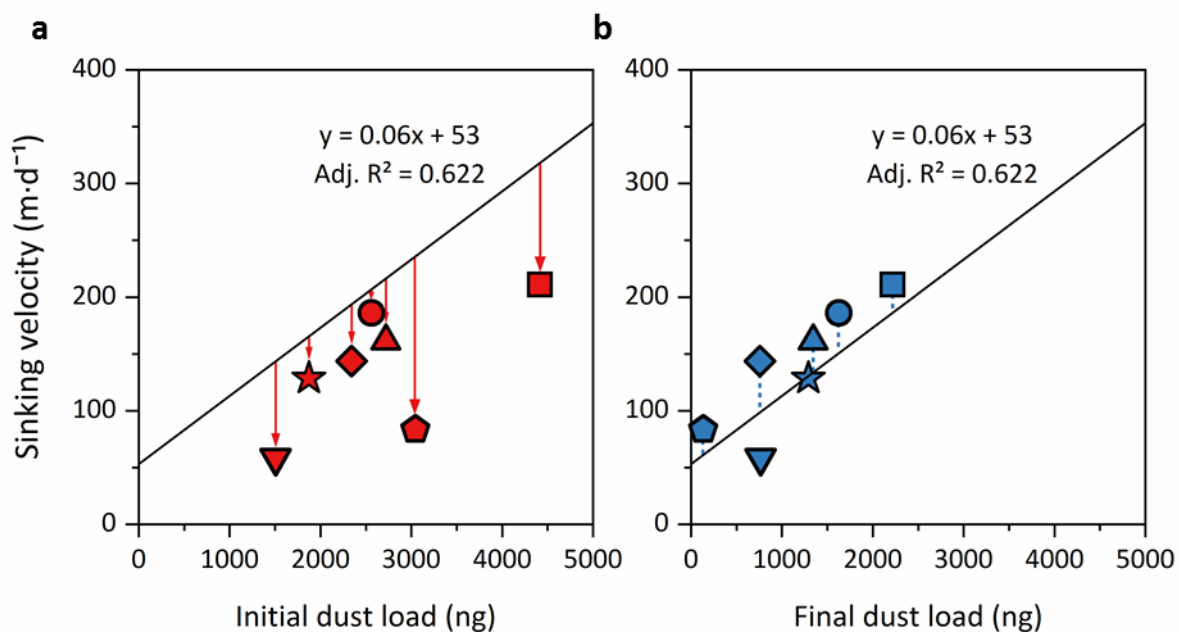 a
b
400
300
200
100
0
Sinking velocity (m·d⁻¹)
y = 0.06x + 53
Adj. R² = 0.622
0 1000 2000 3000 4000 5000
Initial dust load (ng)
400
300
200
100
0
y = 0.06x + 53
Adj. R² = 0.622
0 1000 2000 3000 4000 5000
Final dust load (ng)